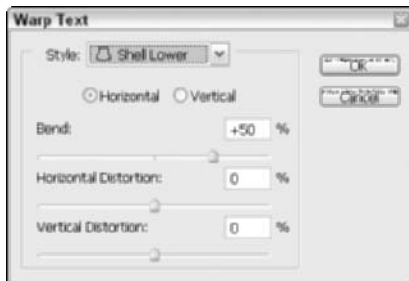 Warp Text
Style: Shell Lower
OK
Horizontal Vertical
Cancel
Bend: +50 %
Horizontal Distortion: 0 %
Vertical Distortion: 0 %